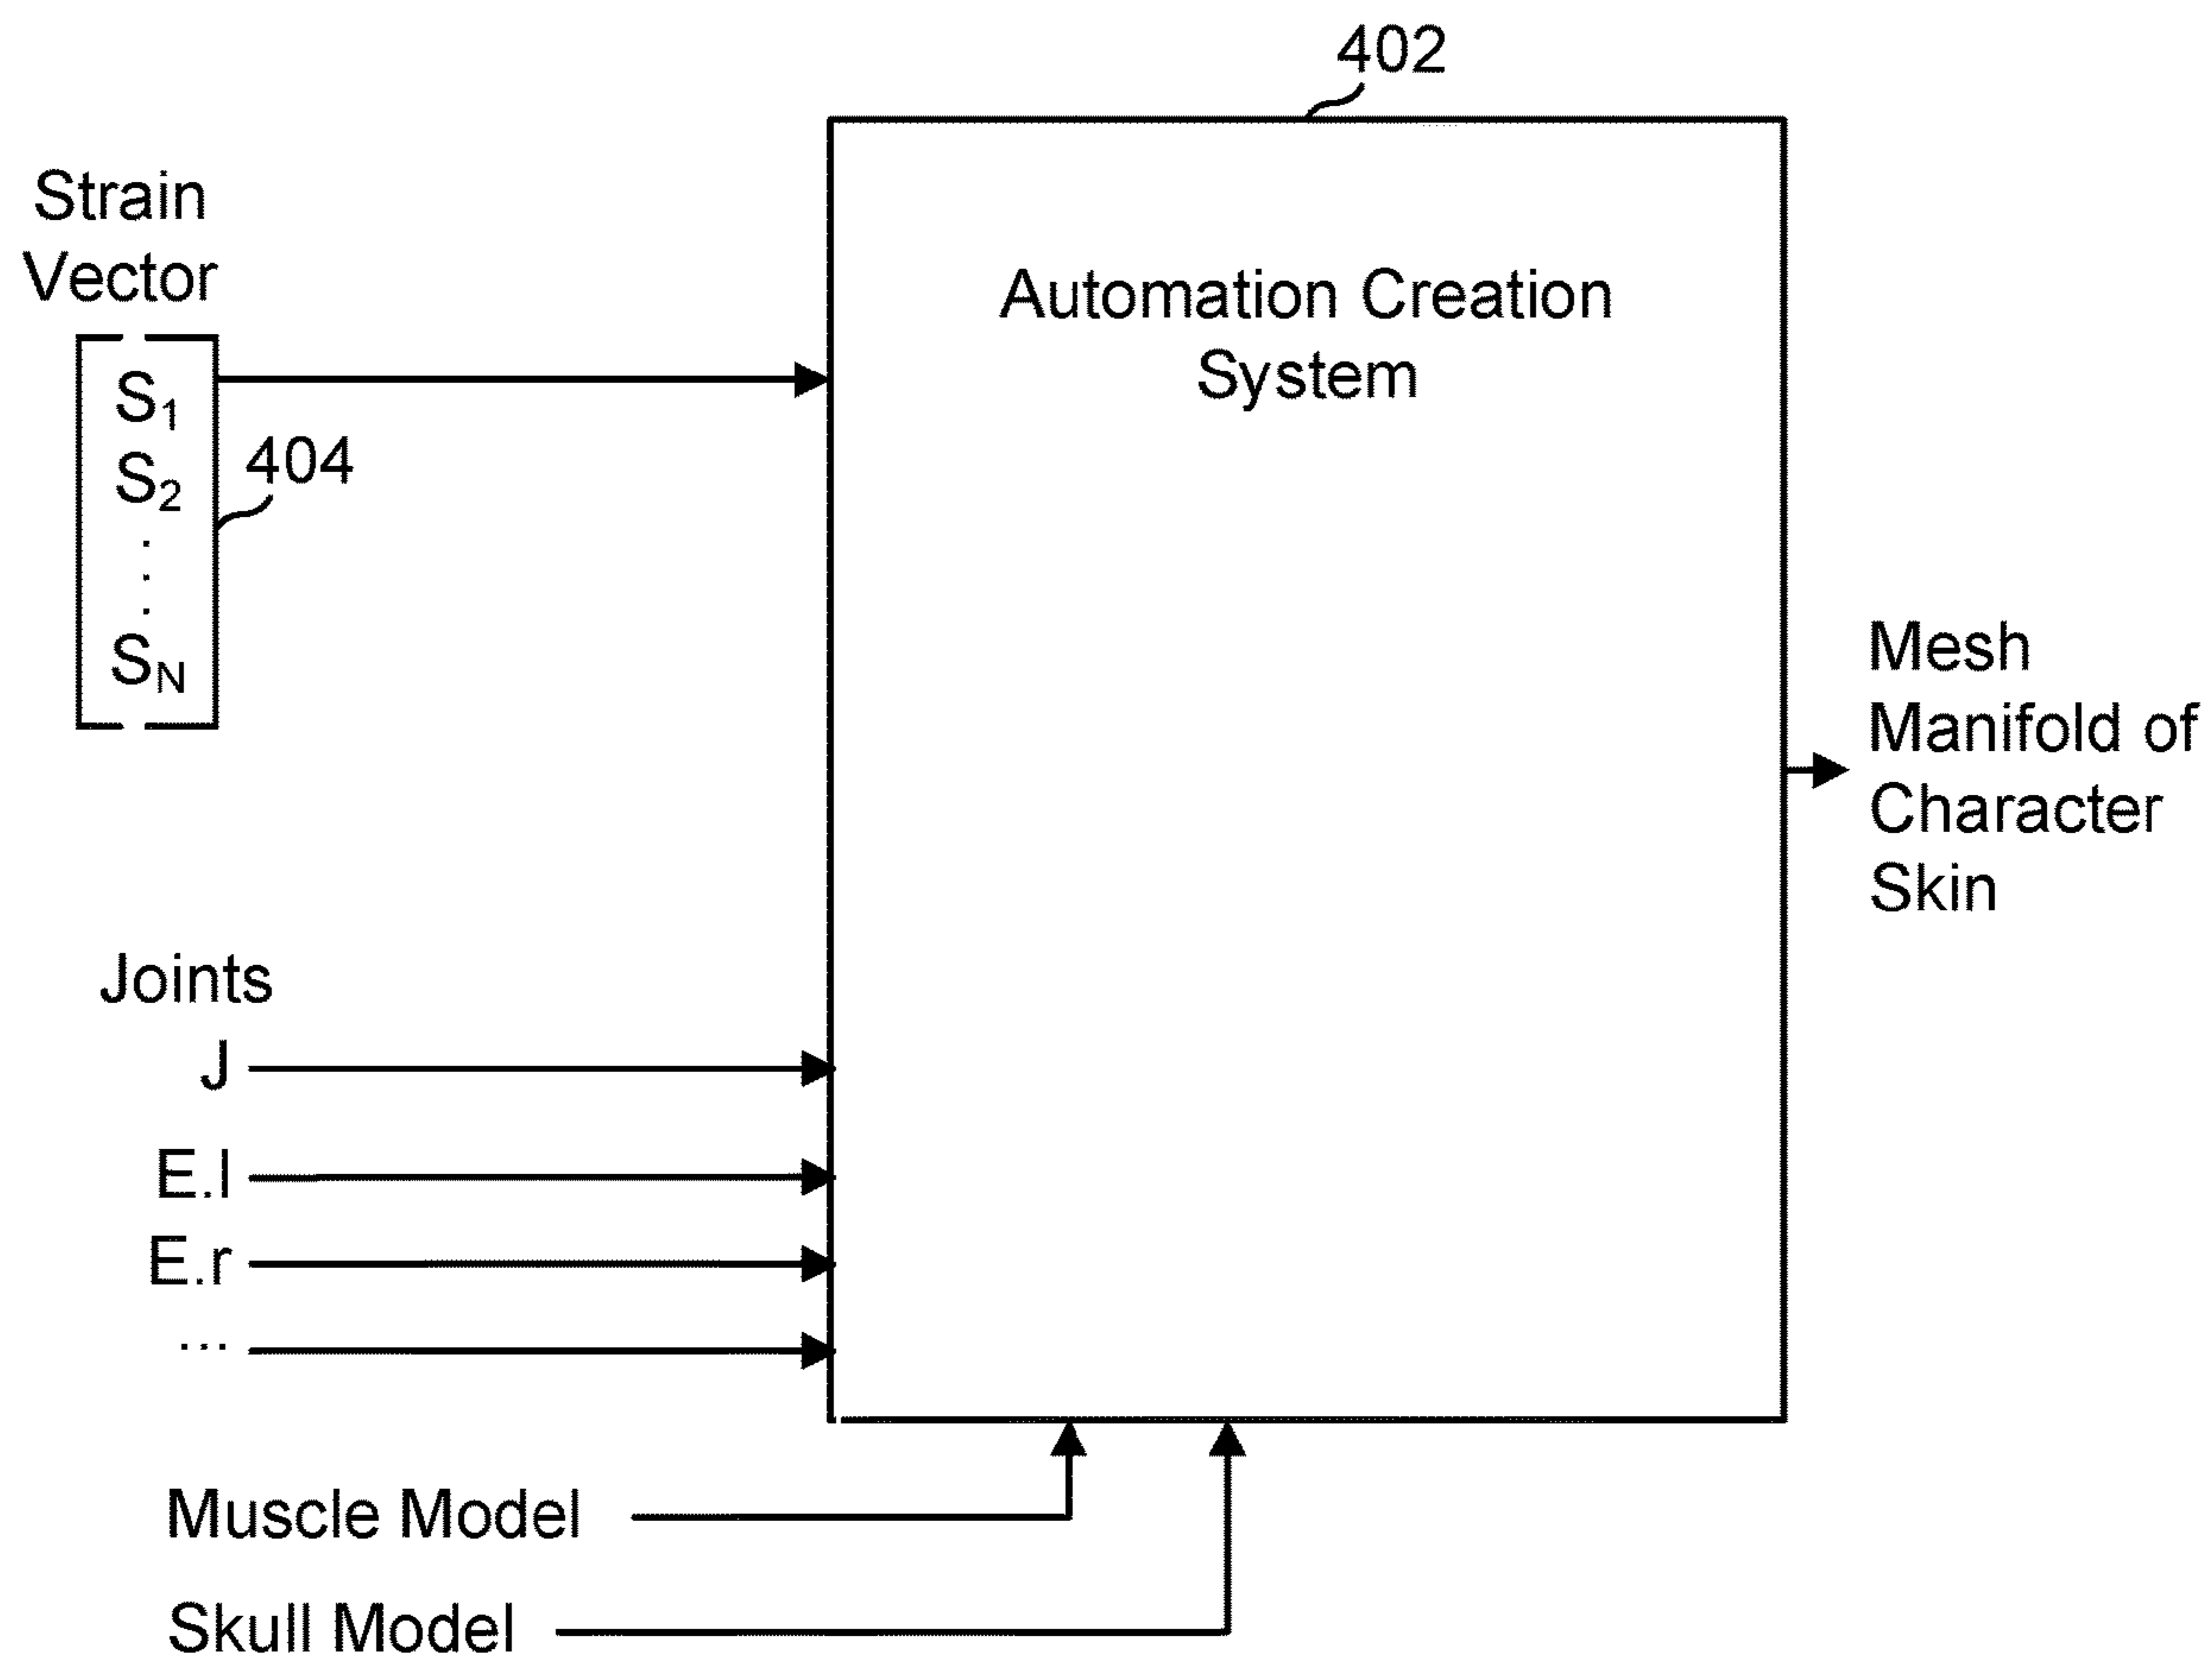 402
Strain
Vector
Automation Creation
System
S1
S2
404
.
.
.
SN
Mesh
Manifold of
Character
Skin
Joints
J
E.l
E.r
...
Muscle Model
Skull Model